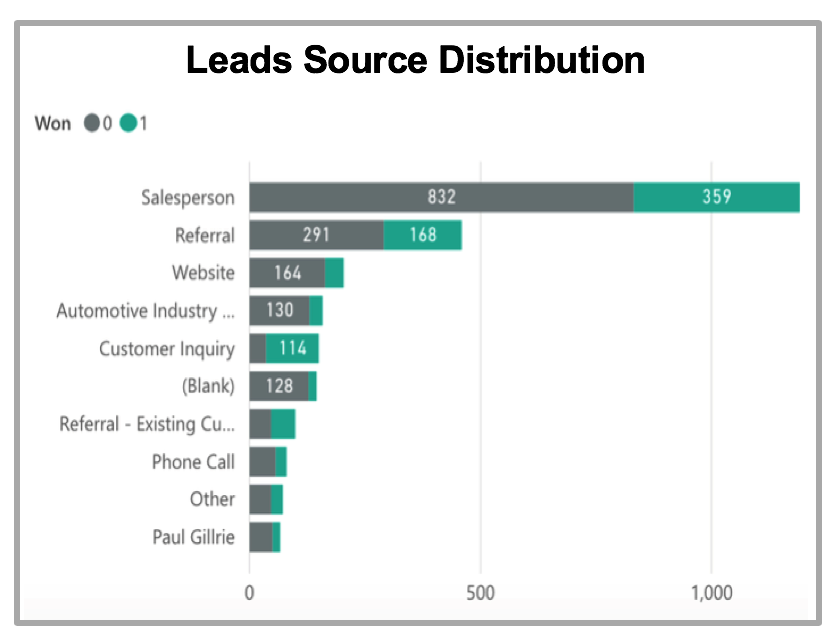 Leads Source Distribution
Won 0 1
Salesperson 832 359
Referral 291 168
Website 164
Automotive Industry ... 130
Customer Inquiry 114
(Blank) 128
Referral - Existing Cu...
Phone Call
Other
Paul Gillrie
0 500 1,000